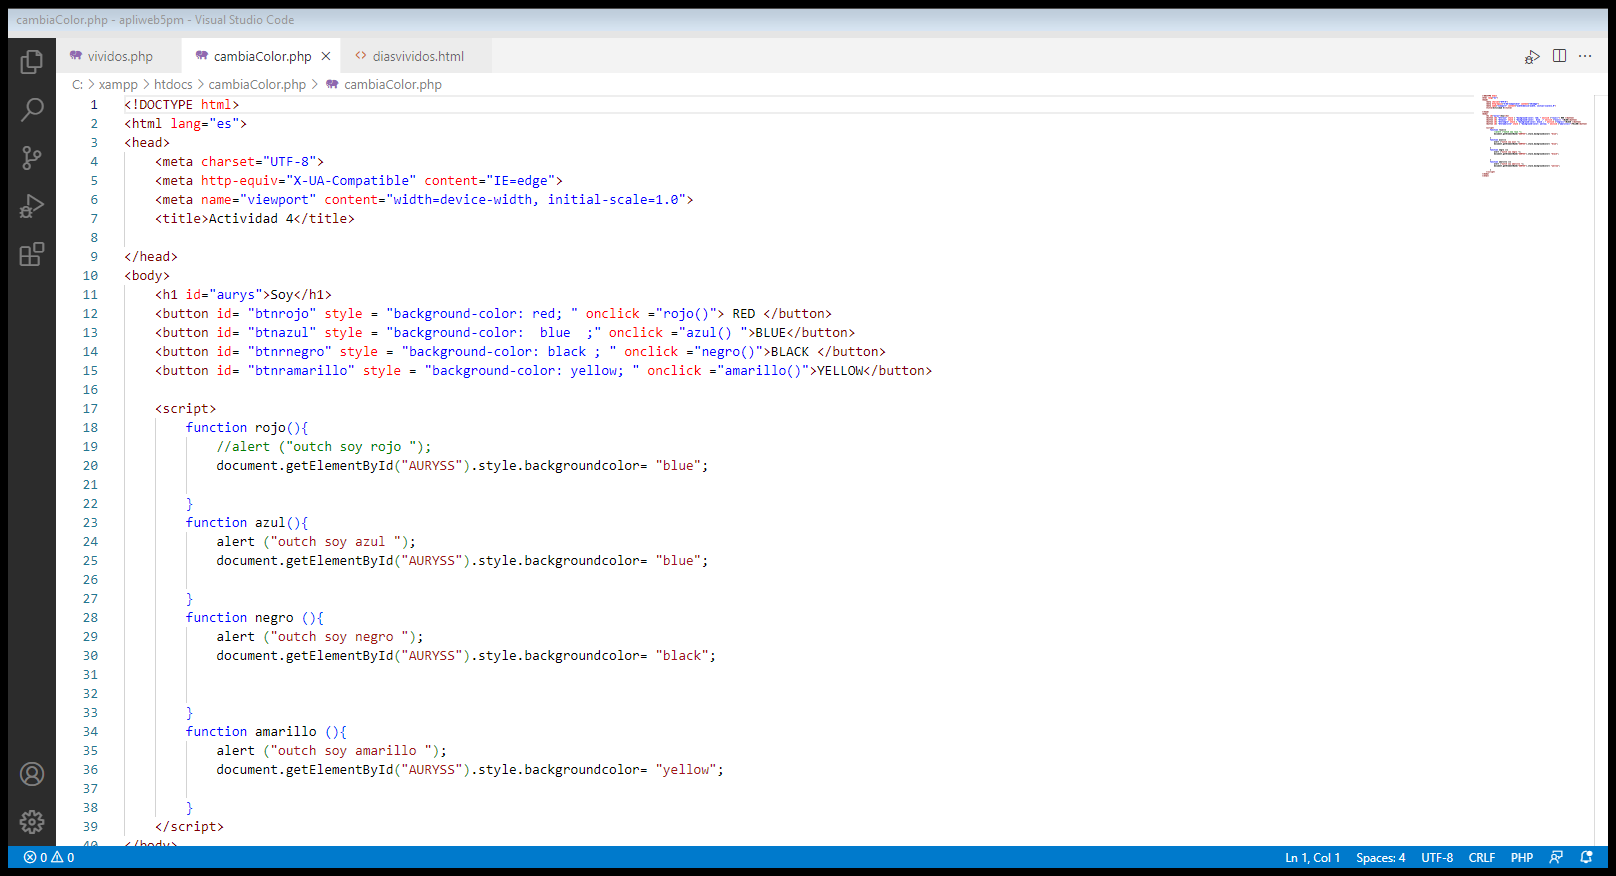 cambiaColor.php - apliweb5pm - Visual Studio Code
vividos.php cambiaColor.php diasvividos.html
C: > xampp > htdocs > cambiaColor.php > cambiaColor.php
1 <!DOCTYPE html>
2 <html lang="es">
3 <head>
4 <meta charset="UTF-8">
5 <meta http-equiv="X-UA-Compatible" content="IE=edge">
6 <meta name="viewport" content="width=device-width, initial-scale=1.0">
7 <title>Actividad 4</title>
8
9 </head>
10 <body>
11 <h1 id="aurys">Soy</h1>
12 <button id= "btnrojo" style = "background-color: red; " onclick ="rojo()"> RED </button>
13 <button id= "btnazul" style = "background-color:  blue  ;" onclick ="azul() ">BLUE</button>
14 <button id= "btnrnegro" style = "background-color: black ; " onclick ="negro()">BLACK </button>
15 <button id= "btnramarillo" style = "background-color: yellow; " onclick ="amarillo()">YELLOW</button>
16
17 <script>
18 function rojo(){
19 //alert ("outch soy rojo ");
20 document.getElementById("AURYSS").style.backgroundcolor= "blue";
21
22 }
23 function azul(){
24 alert ("outch soy azul ");
25 document.getElementById("AURYSS").style.backgroundcolor= "blue";
26
27 }
28 function negro (){
29 alert ("outch soy negro ");
30 document.getElementById("AURYSS").style.backgroundcolor= "black";
31
32
33 }
34 function amarillo (){
35 alert ("outch soy amarillo ");
36 document.getElementById("AURYSS").style.backgroundcolor= "yellow";
37
38 }
39 </script>
40 </body>
0 0 Ln 1, Col 1 Spaces: 4 UTF-8 CRLF PHP